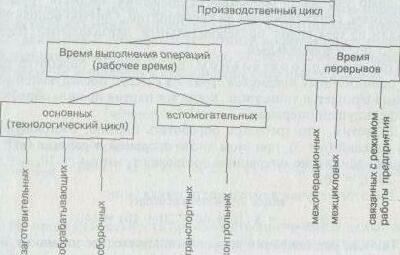 Производственный цикл
Время выполнения операций
(рабочее время)
Время
перерывов
основных
(технологический цикл)
вспомогательных
заготовительных
обрабатывающих
сборочных
транспортных
контрольных
межоперационных
межцикловых
связанных с режимом
работы предприятия